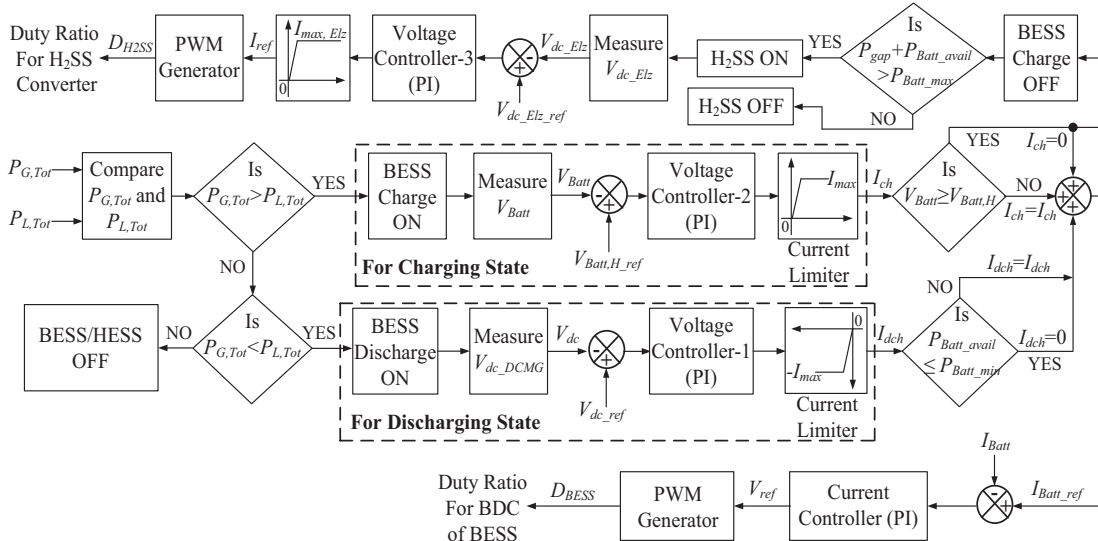 Duty Ratio
For H2SS
Converter
D_H2SS
PWM
Generator
I_ref
I_max, Elz
0
Voltage
Controller-3
(PI)
-
+
V_dc_Elz
V_dc_Elz_ref
Measure
V_dc_Elz
H2SS ON
H2SS OFF
YES
NO
Is
P_gap+P_Batt_avail
>P_Batt_max
BESS
Charge
OFF
P_G,Tot
P_L,Tot
Compare
P_G,Tot and
P_L,Tot
Is
P_G,Tot>P_L,Tot
YES
NO
BESS
Charge
ON
Measure
V_Batt
V_Batt
-
+
V_Batt,H_ref
Voltage
Controller-2
(PI)
I_max
0
Current
Limiter
For Charging State
I_ch
Is
V_Batt≥V_Batt,H
YES
I_ch=0
NO
I_ch=I_ch
+
+
+
BESS/HESS
OFF
NO
Is
P_G,Tot<P_L,Tot
YES
BESS
Discharge
ON
Measure
V_dc_DCMG
V_dc
-
+
V_dc_ref
Voltage
Controller-1
(PI)
0
-I_max
Current
Limiter
For Discharging State
I_dch
Is
P_Batt_avail
≤ P_Batt_min
NO
I_dch=I_dch
I_dch=0
YES
Duty Ratio
For BDC
of BESS
D_BESS
PWM
Generator
V_ref
Current
Controller (PI)
I_Batt
-
+
I_Batt_ref